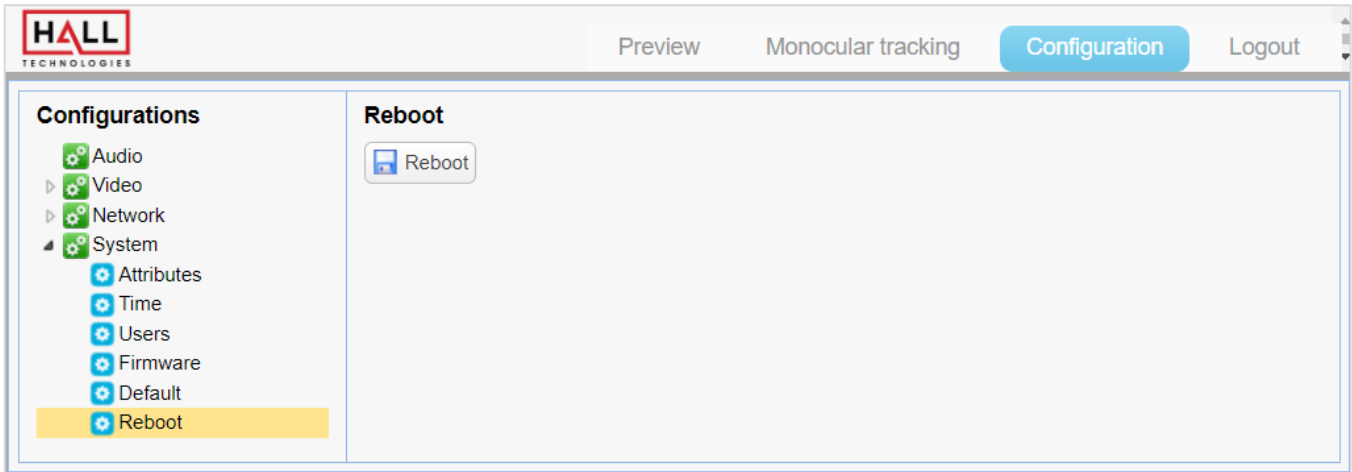 HALL
TECHNOLOGIES
Preview Monocular tracking Configuration Logout
Configurations
Audio
Video
Network
System
Attributes
Time
Users
Firmware
Default
Reboot
Reboot
Reboot